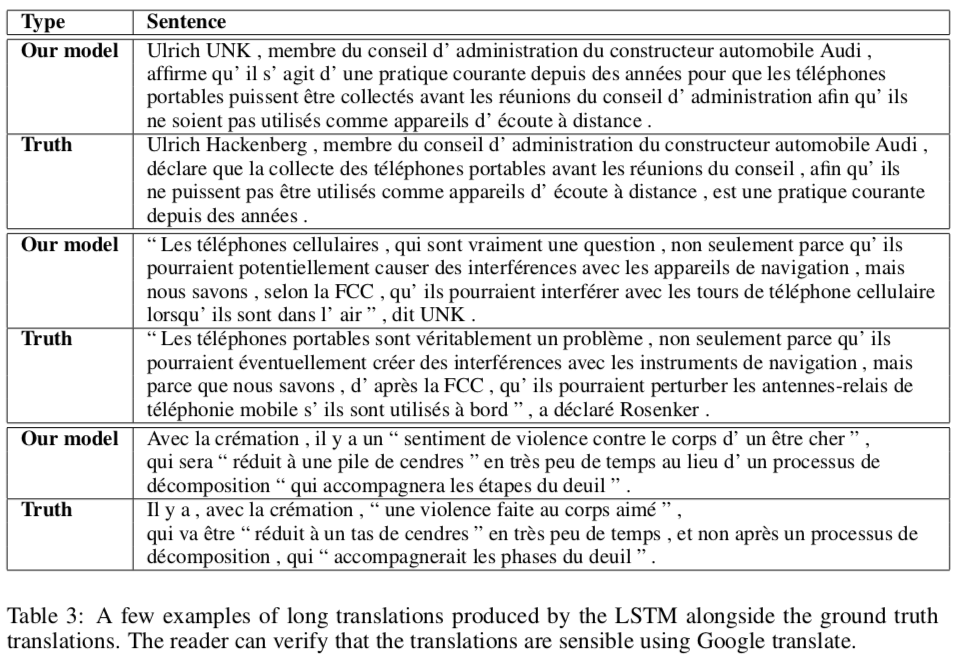 Type Sentence
Our model Ulrich UNK , membre du conseil d’ administration du constructeur automobile Audi ,
affirme qu’ il s’ agit d’ une pratique courante depuis des années pour que les téléphones
portables puissent être collectés avant les réunions du conseil d’ administration afin qu’ ils
ne soient pas utilisés comme appareils d’ écoute à distance .
Truth Ulrich Hackenberg , membre du conseil d’ administration du constructeur automobile Audi ,
déclare que la collecte des téléphones portables avant les réunions du conseil , afin qu’ ils
ne puissent pas être utilisés comme appareils d’ écoute à distance , est une pratique courante
depuis des années .
Our model “ Les téléphones cellulaires , qui sont vraiment une question , non seulement parce qu’ ils
pourraient potentiellement causer des interférences avec les appareils de navigation , mais
nous savons , selon la FCC , qu’ ils pourraient interférer avec les tours de téléphone cellulaire
lorsqu’ ils sont dans l’ air ” , dit UNK .
Truth “ Les téléphones portables sont véritablement un problème , non seulement parce qu’ ils
pourraient éventuellement créer des interférences avec les instruments de navigation , mais
parce que nous savons , d’ après la FCC , qu’ ils pourraient perturber les antennes-relais de
téléphonie mobile s’ ils sont utilisés à bord ” , a déclaré Rosenker .
Our model Avec la crémation , il y a un “ sentiment de violence contre le corps d’ un être cher ” ,
qui sera “ réduit à une pile de cendres ” en très peu de temps au lieu d’ un processus de
décomposition “ qui accompagnera les étapes du deuil ” .
Truth Il y a , avec la crémation , “ une violence faite au corps aimé ” ,
qui va être “ réduit à un tas de cendres ” en très peu de temps , et non après un processus de
décomposition , qui “ accompagnerait les phases du deuil ” .
Table 3: A few examples of long translations produced by the LSTM alongside the ground truth
translations. The reader can verify that the translations are sensible using Google translate.